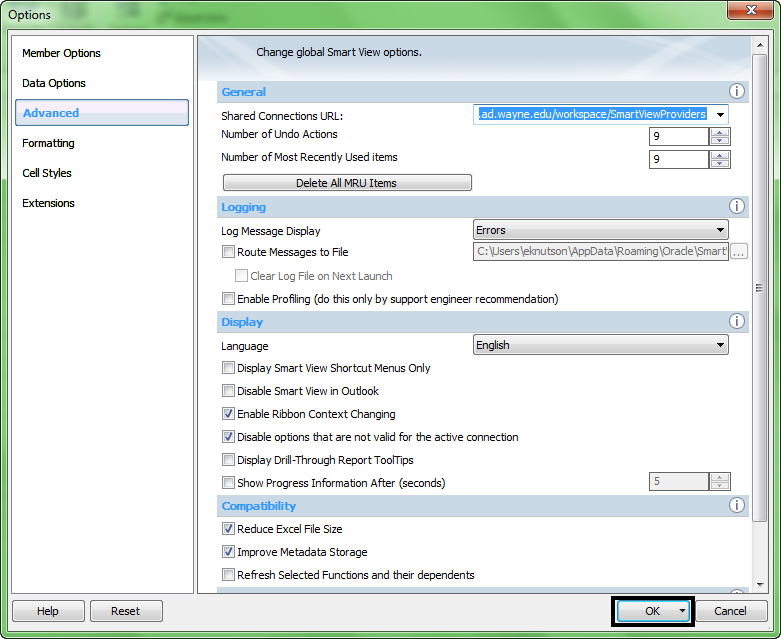 Options
Member Options
Data Options
Advanced
Formatting
Cell Styles
Extensions
Change global Smart View options.
General
Shared Connections URL: .ad.wayne.edu/workspace/SmartViewProviders
Number of Undo Actions 9
Number of Most Recently Used items 9
Delete All MRU Items
Logging
Log Message Display Errors
Route Messages to File C:\Users\eknutson\AppData\Roaming\Oracle\Smart' ...
Clear Log File on Next Launch
Enable Profiling (do this only by support engineer recommendation)
Display
Language English
Display Smart View Shortcut Menus Only
Disable Smart View in Outlook
Enable Ribbon Context Changing
Disable options that are not valid for the active connection
Display Drill-Through Report ToolTips
Show Progress Information After (seconds) 5
Compatibility
Reduce Excel File Size
Improve Metadata Storage
Refresh Selected Functions and their dependents
Help Reset OK Cancel